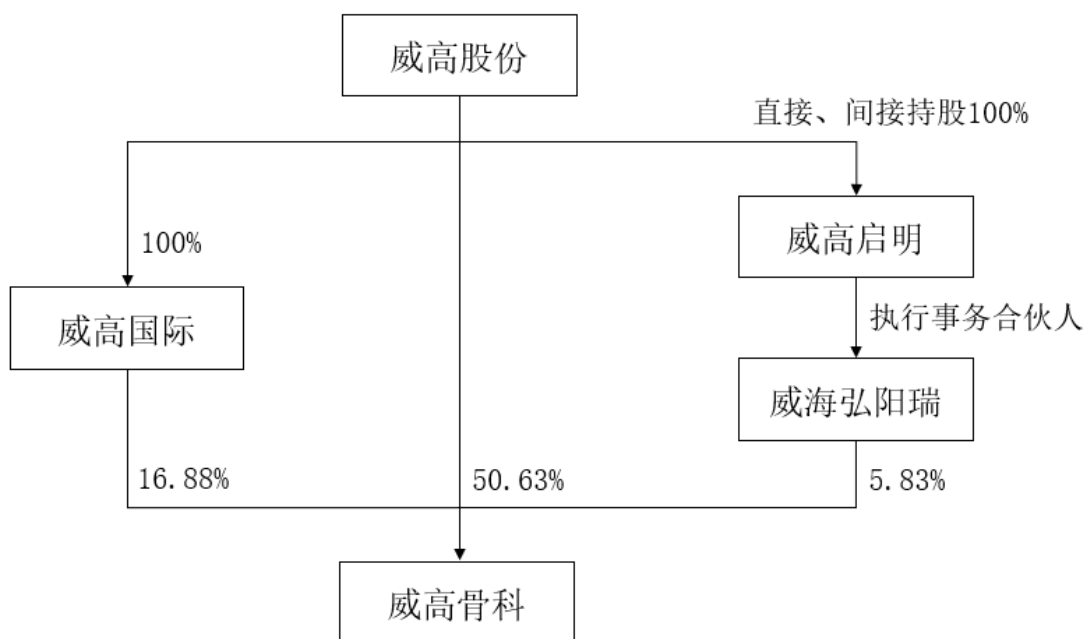 威高股份
直接、间接持股100%
威高启明
100%
执行事务合伙人
威高国际
威海弘阳瑞
16.88%
50.63%
5.83%
威高骨科